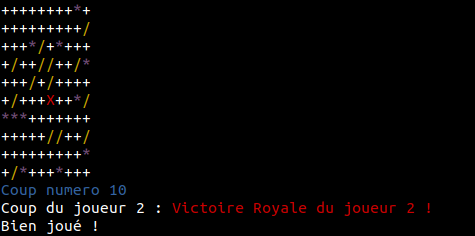 ++++++++*+
+++++++++/
+++*/+*+++
+/++//++/*
+++/+/++++
+/+++X++*/
***+++++++
+++++//++/
+++++++++*
+/*+++*+++
Coup numero 10
Coup du joueur 2 : Victoire Royale du joueur 2 !
Bien joué !